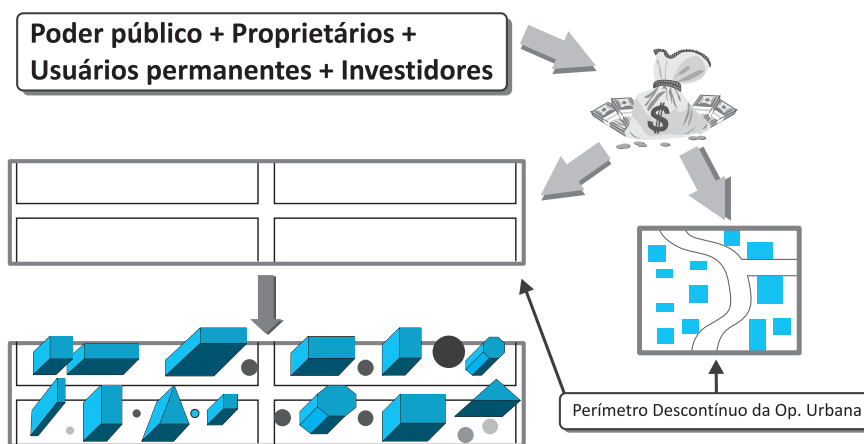 Poder público + Proprietários +
Usuários permanentes + Investidores
$
Perímetro Descontínuo da Op. Urbana